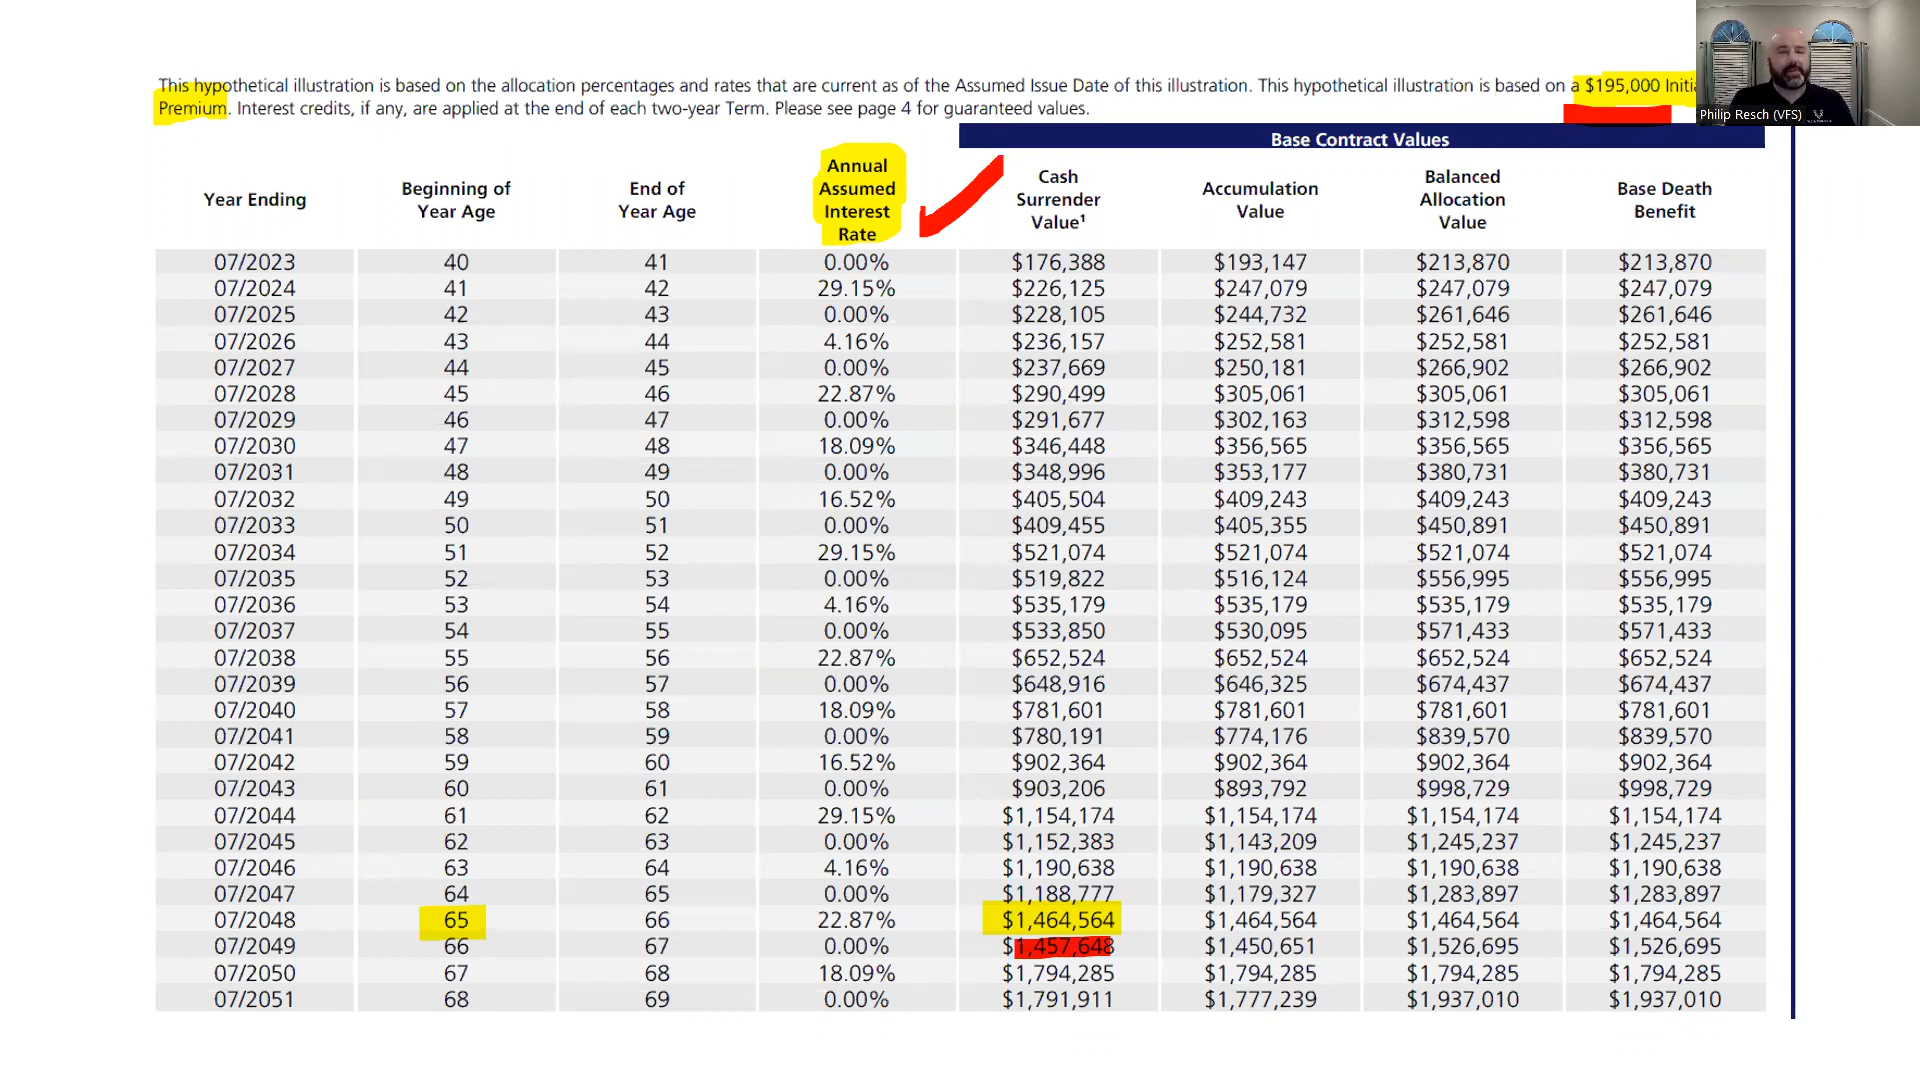 This hypothetical illustration is based on the allocation percentages and rates that are current as of the Assumed Issue Date of this illustration. This hypothetical illustration is based on a $195,000
Premium. Interest credits, if any, are applied at the end of each two-year Term. Please see page 4 for guaranteed values.
Philip Resch (VFS)
Base Contract Values
Year Ending
Beginning of
Year Age
End of
Year Age
Annual
Assumed
Interest
Rate
Cash
Surrender
Value¹
Accumulation
Value
Balanced
Allocation
Value
Base Death
Benefit
07/2023 40 41 0.00% $176,388 $193,147 $213,870 $213,870
07/2024 41 42 29.15% $226,125 $247,079 $247,079 $247,079
07/2025 42 43 0.00% $228,105 $244,732 $261,646 $261,646
07/2026 43 44 4.16% $236,157 $252,581 $252,581 $252,581
07/2027 44 45 0.00% $237,669 $250,181 $266,902 $266,902
07/2028 45 46 22.87% $290,499 $305,061 $305,061 $305,061
07/2029 46 47 0.00% $291,677 $302,163 $312,598 $312,598
07/2030 47 48 18.09% $346,448 $356,565 $356,565 $356,565
07/2031 48 49 0.00% $348,996 $353,177 $380,731 $380,731
07/2032 49 50 16.52% $405,504 $409,243 $409,243 $409,243
07/2033 50 51 0.00% $409,455 $405,355 $450,891 $450,891
07/2034 51 52 29.15% $521,074 $521,074 $521,074 $521,074
07/2035 52 53 0.00% $519,822 $516,124 $556,995 $556,995
07/2036 53 54 4.16% $535,179 $535,179 $535,179 $535,179
07/2037 54 55 0.00% $533,850 $530,095 $571,433 $571,433
07/2038 55 56 22.87% $652,524 $652,524 $652,524 $652,524
07/2039 56 57 0.00% $648,916 $646,325 $674,437 $674,437
07/2040 57 58 18.09% $781,601 $781,601 $781,601 $781,601
07/2041 58 59 0.00% $780,191 $774,176 $839,570 $839,570
07/2042 59 60 16.52% $902,364 $902,364 $902,364 $902,364
07/2043 60 61 0.00% $903,206 $893,792 $998,729 $998,729
07/2044 61 62 29.15% $1,154,174 $1,154,174 $1,154,174 $1,154,174
07/2045 62 63 0.00% $1,152,383 $1,143,209 $1,245,237 $1,245,237
07/2046 63 64 4.16% $1,190,638 $1,190,638 $1,190,638 $1,190,638
07/2047 64 65 0.00% $1,188,777 $1,179,327 $1,283,897 $1,283,897
07/2048 65 66 22.87% $1,464,564 $1,464,564 $1,464,564 $1,464,564
07/2049 66 67 0.00% $1,457,648 $1,450,651 $1,526,695 $1,526,695
07/2050 67 68 18.09% $1,794,285 $1,794,285 $1,794,285 $1,794,285
07/2051 68 69 0.00% $1,791,911 $1,777,239 $1,937,010 $1,937,010